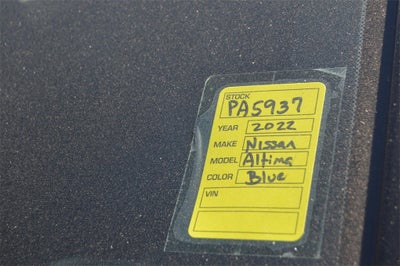 STOCK
PA5937
YEAR 2022
MAKE Nissan
MODEL Altima
COLOR Blue
VIN